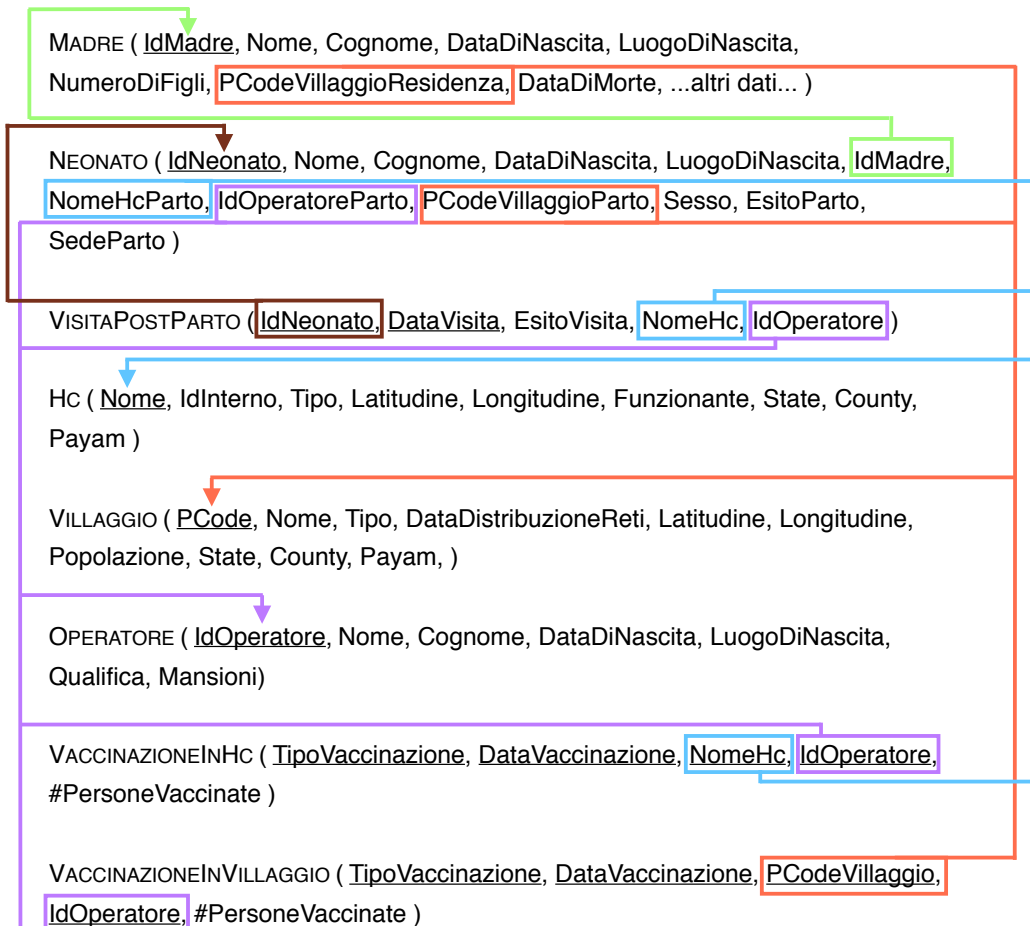 MADRE ( IdMadre, Nome, Cognome, DataDiNascita, LuogoDiNascita,
NumeroDiFigli, PCodeVillaggioResidenza, DataDiMorte, ...altri dati... )
NEONATO ( IdNeonato, Nome, Cognome, DataDiNascita, LuogoDiNascita, IdMadre,
NomeHcParto, IdOperatoreParto, PCodeVillaggioParto, Sesso, EsitoParto,
SedeParto )
VISITAPOSTPARTO ( IdNeonato, DataVisita, EsitoVisita, NomeHc, IdOperatore )
HC ( Nome, IdInterno, Tipo, Latitudine, Longitudine, Funzionante, State, County,
Payam )
VILLAGGIO ( PCode, Nome, Tipo, DataDistribuzioneReti, Latitudine, Longitudine,
Popolazione, State, County, Payam, )
OPERATORE ( IdOperatore, Nome, Cognome, DataDiNascita, LuogoDiNascita,
Qualifica, Mansioni)
VACCINAZIONEINHC ( TipoVaccinazione, DataVaccinazione, NomeHc, IdOperatore,
#PersoneVaccinate )
VACCINAZIONEINVILLAGGIO ( TipoVaccinazione, DataVaccinazione, PCodeVillaggio,
IdOperatore, #PersoneVaccinate )